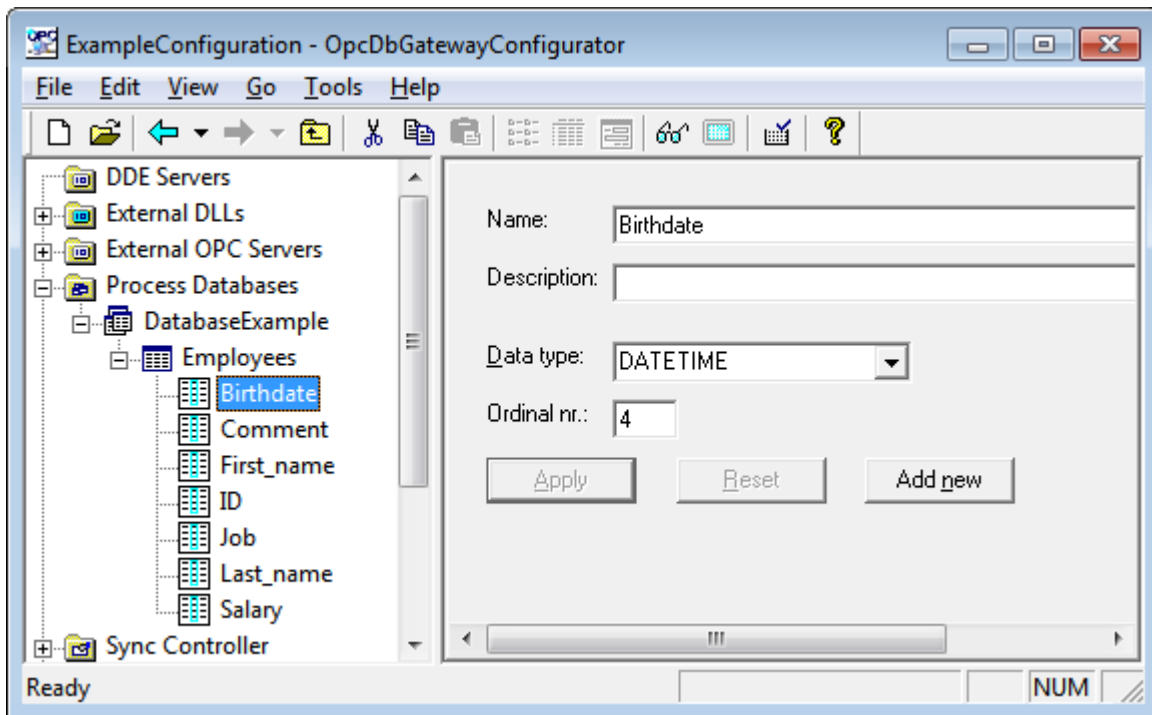 ExampleConfiguration - OpcDbGatewayConfigurator
File Edit View Go Tools Help
DDE Servers
External DLLs
External OPC Servers
Process Databases
DatabaseExample
Employees
Birthdate
Comment
First_name
ID
Job
Last_name
Salary
Sync Controller
Name: Birthdate
Description:
Data type: DATETIME
Ordinal nr.: 4
Apply Reset Add new
Ready NUM